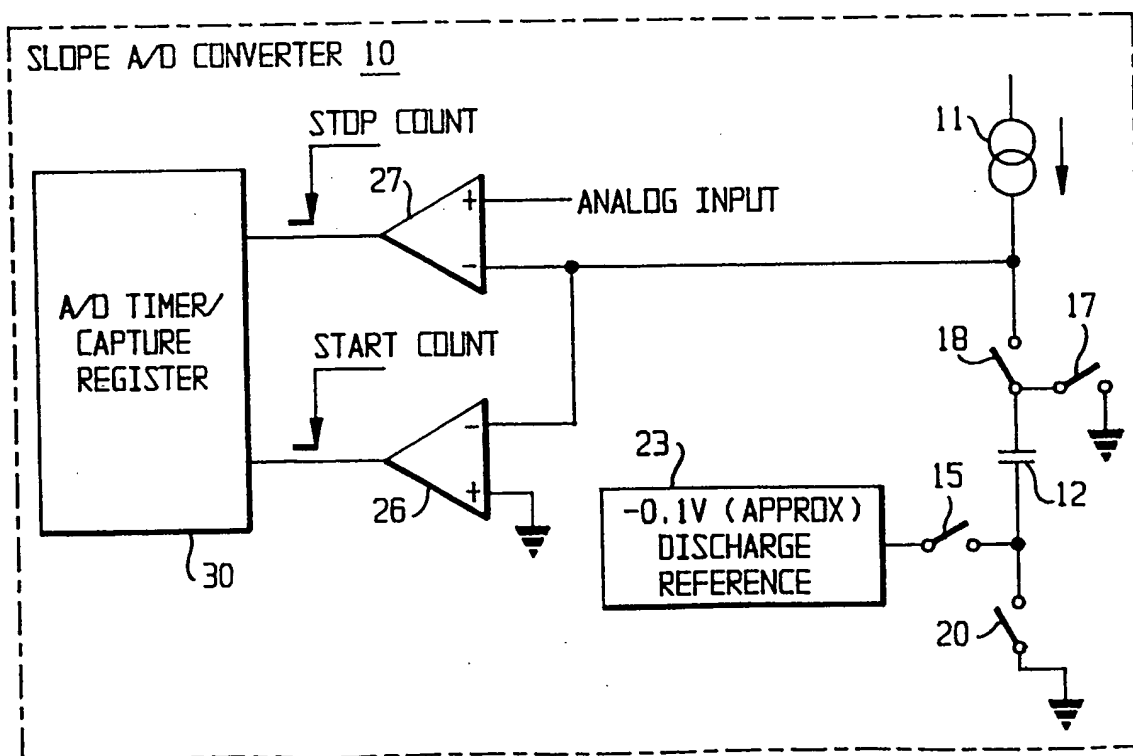 SLOPE A/D CONVERTER 10
STOP COUNT
11
27
+
ANALOG INPUT
-
A/D TIMER/
CAPTURE
REGISTER
START COUNT
18
17
-
23
12
26
+
-0.1V (APPROX)
DISCHARGE
REFERENCE
15
30
20